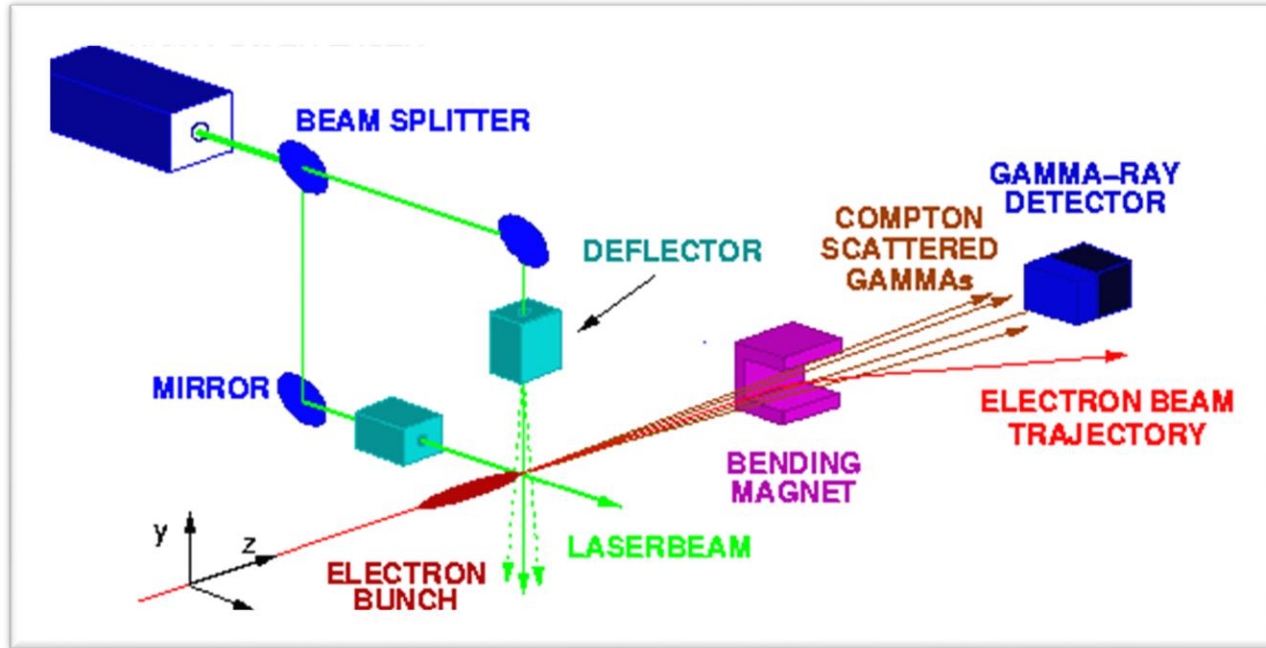 BEAM SPLITTER
GAMMA–RAY
DETECTOR
COMPTON
SCATTERED
GAMMAs
DEFLECTOR
MIRROR
ELECTRON BEAM
TRAJECTORY
BENDING
MAGNET
y
z
LASERBEAM
ELECTRON
BUNCH